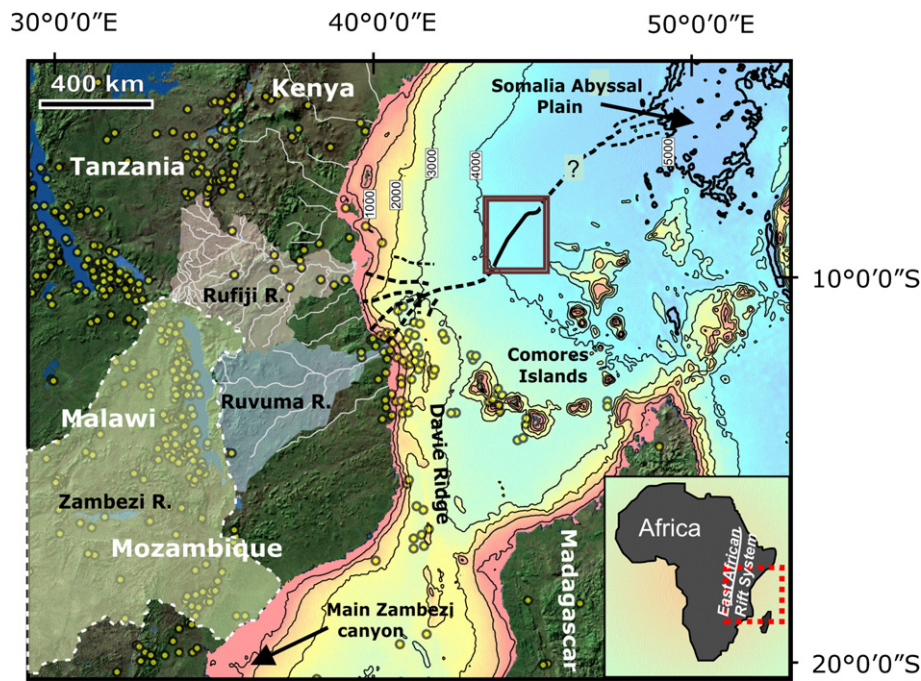 30°0'0"E
40°0'0"E
50°0'0"E
400 km
Kenya
Somalia Abyssal
Plain
Tanzania
1000
2000
3000
4000
5000
?
10°0'0"S
Rufiji R.
Comores
Islands
Ruvuma R.
Malawi
Davie Ridge
Zambezi R.
Mozambique
Madagascar
Main Zambezi
canyon
Africa
East African
Rift System
20°0'0"S